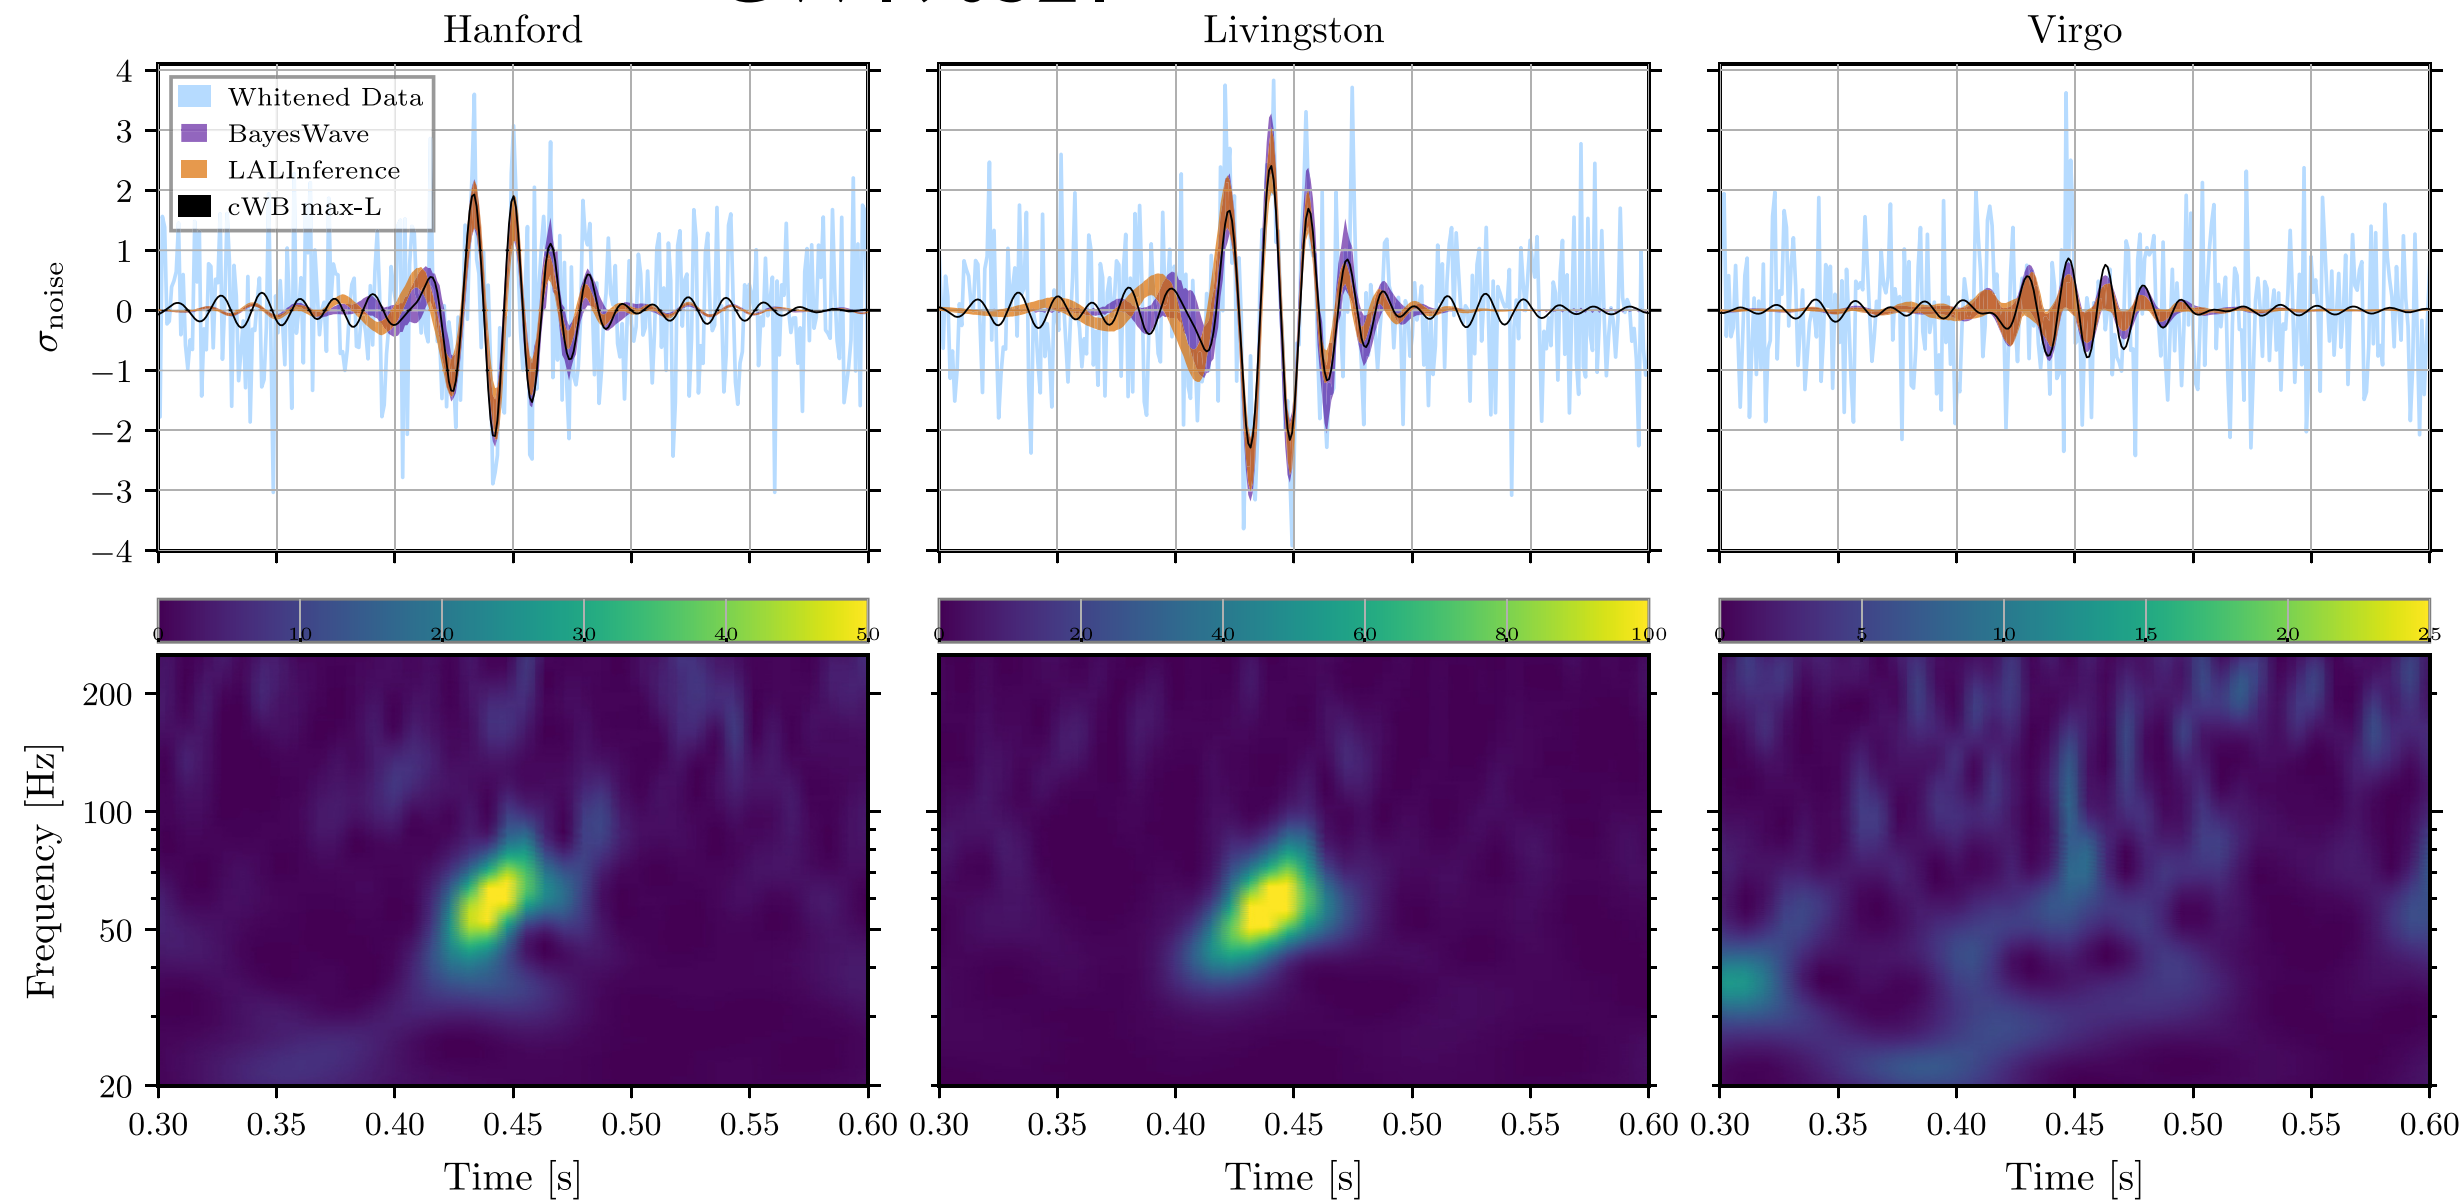 Hanford Livingston Virgo
4
3
2
1
0
−1
−2
−3
−4
σnoise
Whitened Data
BayesWave
LALInference
cWB max-L
0 10 20 30 40 50
0 20 40 60 80 100
0 5 10 15 20 25
200
100
50
20
Frequency [Hz]
0.30 0.35 0.40 0.45 0.50 0.55 0.60
0.30 0.35 0.40 0.45 0.50 0.55 0.60
0.30 0.35 0.40 0.45 0.50 0.55 0.60
Time [s] Time [s] Time [s]